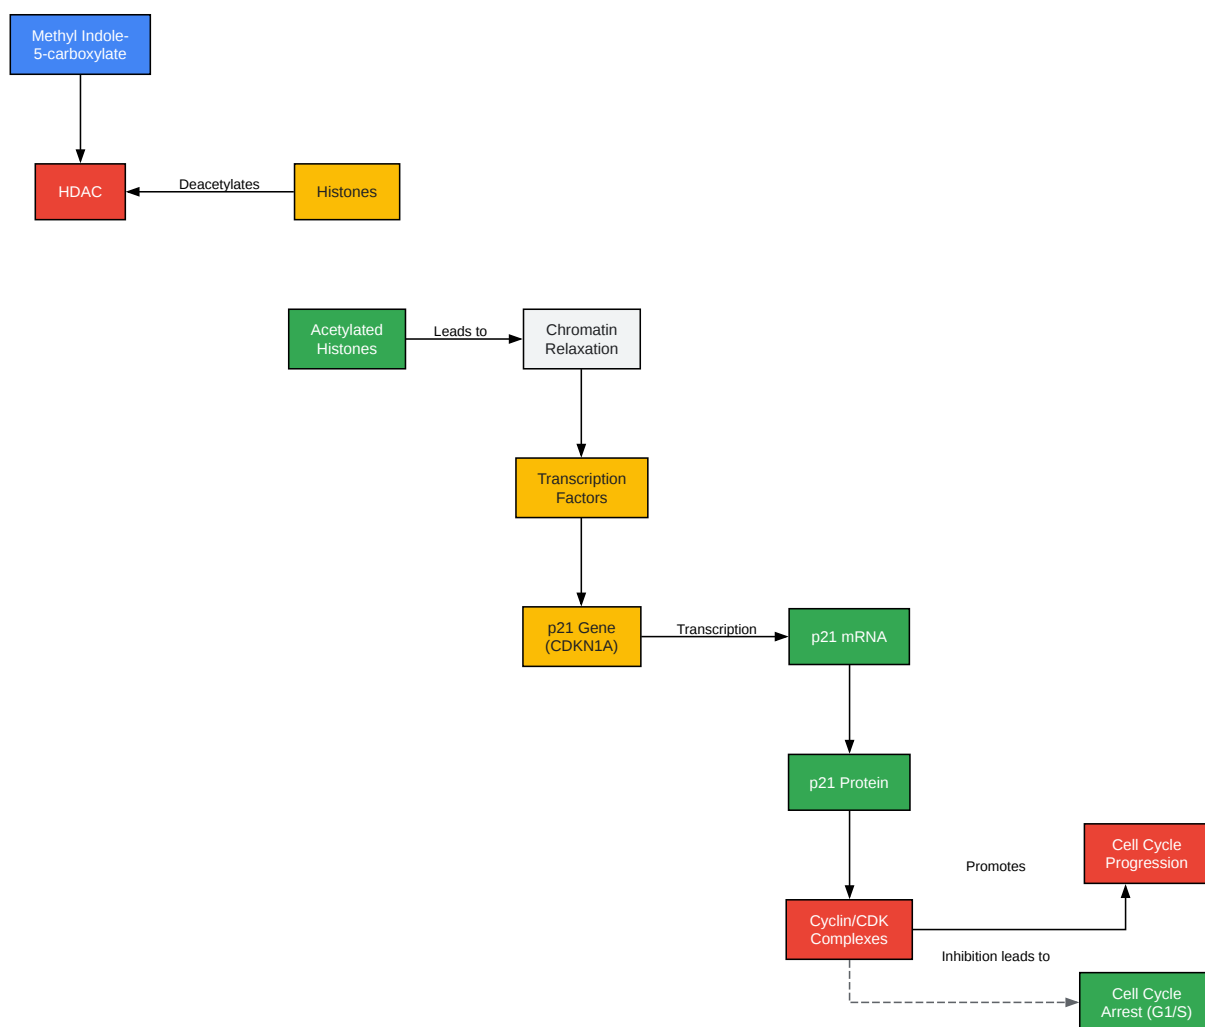 Methyl Indole-
5-carboxylate
HDAC
Deacetylates
Histones
Acetylated
Histones
Leads to
Chromatin
Relaxation
Transcription
Factors
p21 Gene
(CDKN1A)
Transcription
p21 mRNA
p21 Protein
Cell Cycle
Progression
Promotes
Cyclin/CDK
Complexes
Inhibition leads to
Cell Cycle
Arrest (G1/S)